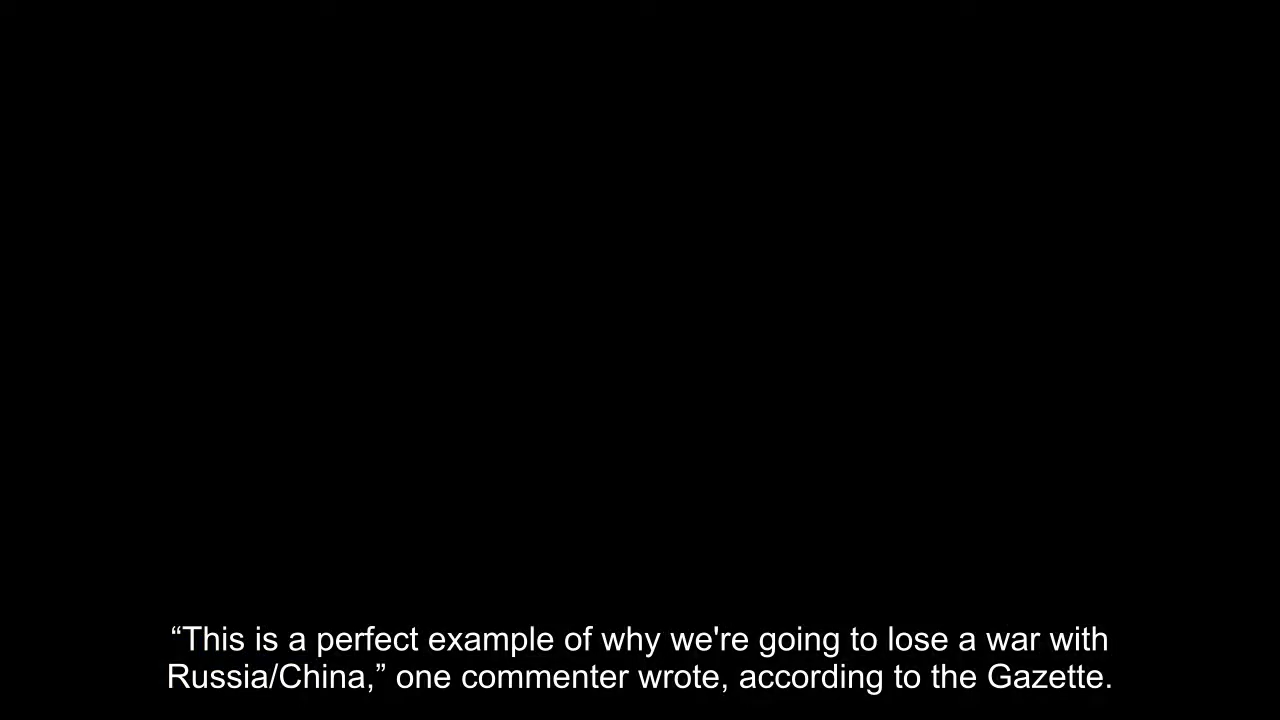 “This is a perfect example of why we're going to lose a war with
Russia/China,” one commenter wrote, according to the Gazette.